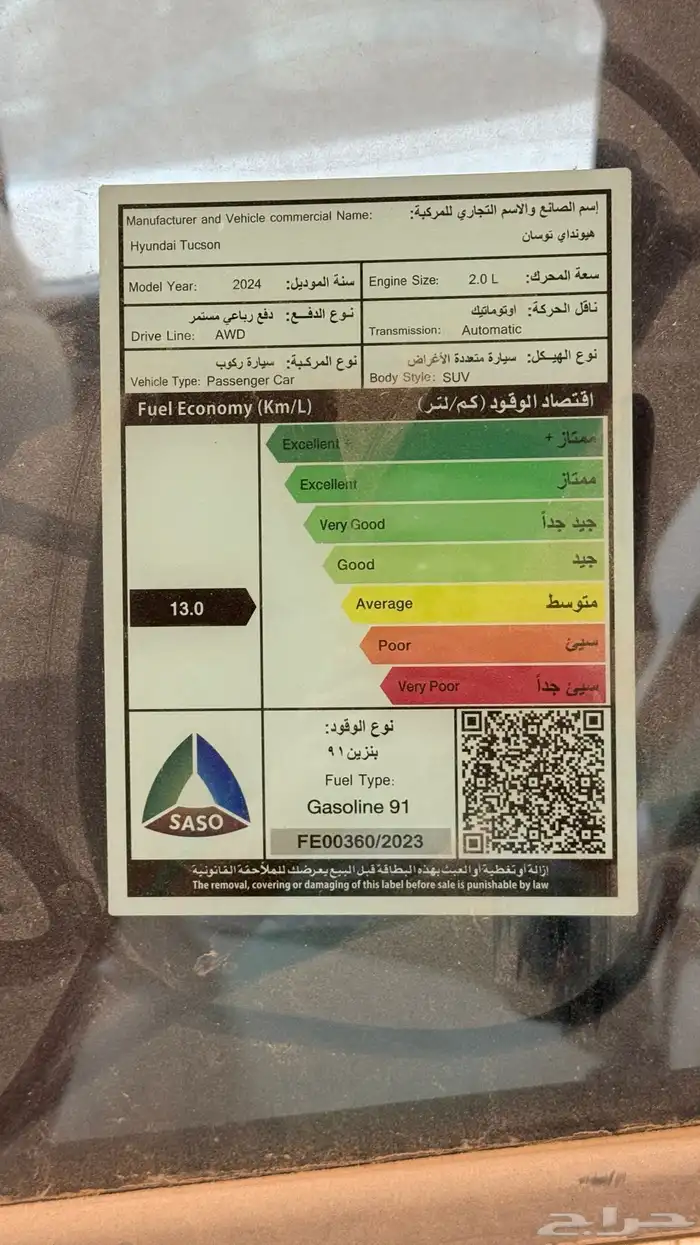 Manufacturer and Vehicle commercial Name: إسم الصانع والاسم التجاري للمركبة:
Hyundai Tucson هيونداي توسان
Model Year: 2024 سنة الموديل: Engine Size: 2.0 L سعة المحرك:
نوع الدفع: دفع رباعي مستمر ناقل الحركة: اوتوماتيك
Drive Line: AWD Transmission: Automatic
نوع المركبة: سيارة ركوب نوع الهيكل: سيارة متعددة الأغراض
Vehicle Type: Passenger Car Body Style: SUV
Fuel Economy (Km/L) اقتصاد الوقود (كم/لتر)
Excellent + ممتاز +
Excellent ممتاز
Very Good جيد جداً
Good جيد
13.0 Average متوسط
Poor سيئ
Very Poor سيئ جداً
نوع الوقود:
بنزين ٩١
Fuel Type:
Gasoline 91
SASO
FE00360/2023
إزالة أو تغطية أو العبث بهذه البطاقة قبل البيع يعرضك للملاحقة القانونية
The removal, covering or damaging of this label before sale is punishable by law
حراج